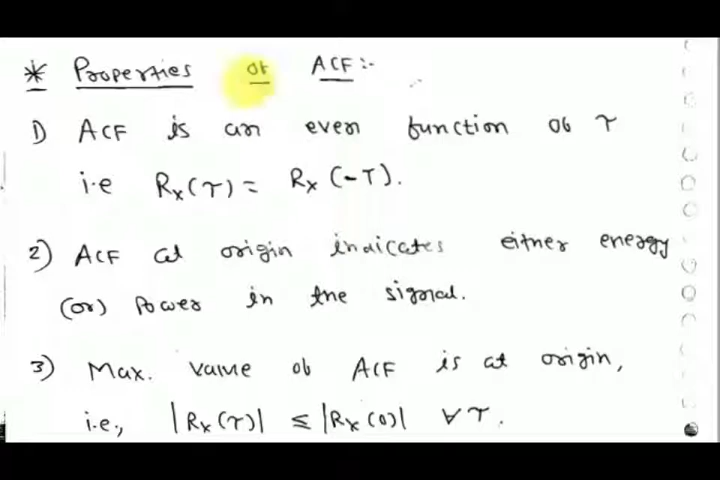 * Properties of ACF :-
1) ACF is an even function of τ
i.e Rx(τ) = Rx(-τ).
2) ACF at origin indicates either energy
(or) Power in the signal.
3) Max. value of ACF is at origin,
i.e., |Rx(τ)| ≤ |Rx(0)| ∀ τ.